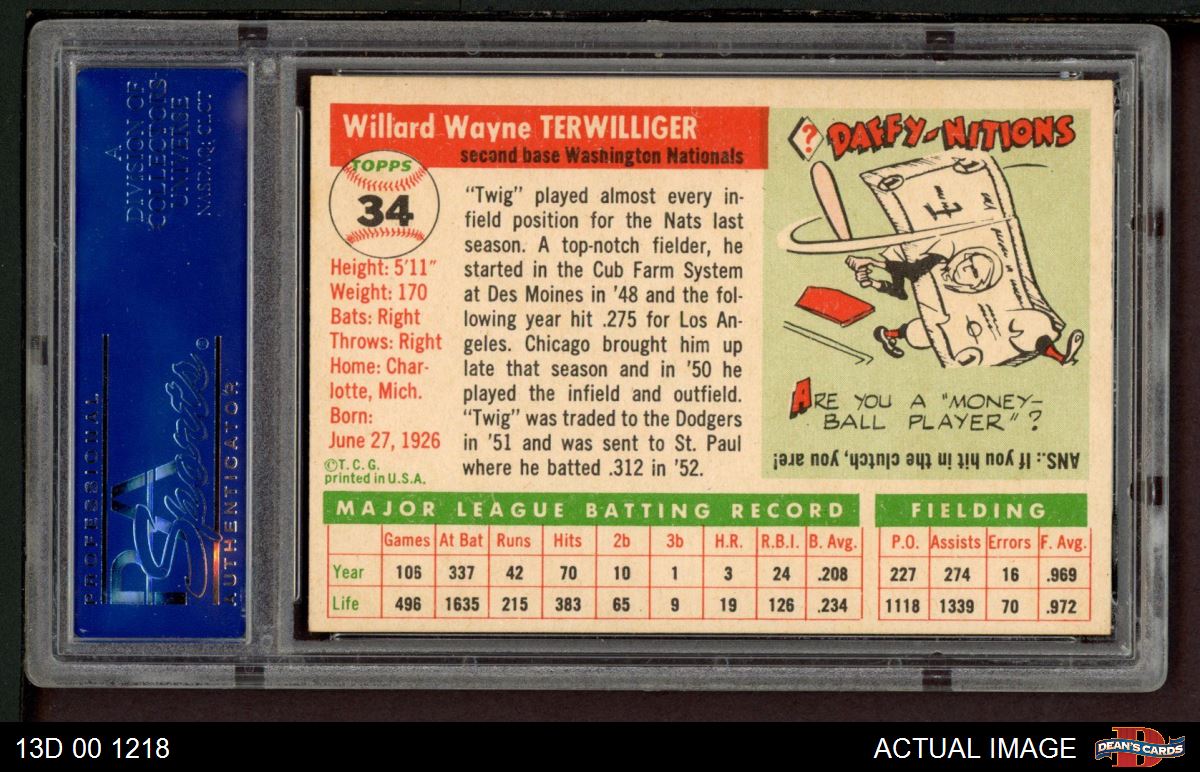 A
DIVISION OF
COLLECTORS
UNIVERSE
NASDAQ: CLCT
PROFESSIONAL
PSA
Sports
AUTHENTICATOR
Willard Wayne TERWILLIGER
second base Washington Nationals
TOPPS
34
Height: 5'11"
Weight: 170
Bats: Right
Throws: Right
Home: Char-
lotte, Mich.
Born:
June 27, 1926
©T. C. G.
printed in U.S.A.
"Twig" played almost every in-
field position for the Nats last
season. A top-notch fielder, he
started in the Cub Farm System
at Des Moines in '48 and the fol-
lowing year hit .275 for Los An-
geles. Chicago brought him up
late that season and in '50 he
played the infield and outfield.
"Twig" was traded to the Dodgers
in '51 and was sent to St. Paul
where he batted .312 in '52.
? DAFFY-NITIONS
ARE YOU A "MONEY-
BALL PLAYER"?
ANS.: If you hit in the clutch, you are!
MAJOR LEAGUE BATTING RECORD FIELDING
Games At Bat Runs Hits 2b 3b H.R. R.B.I. B. Avg. P.O. Assists Errors F. Avg.
Year 106 337 42 70 10 1 3 24 .208 227 274 16 .969
Life 496 1635 215 383 65 9 19 126 .234 1118 1339 70 .972
13D 00 1218
ACTUAL IMAGE
D
DEAN'S CARDS